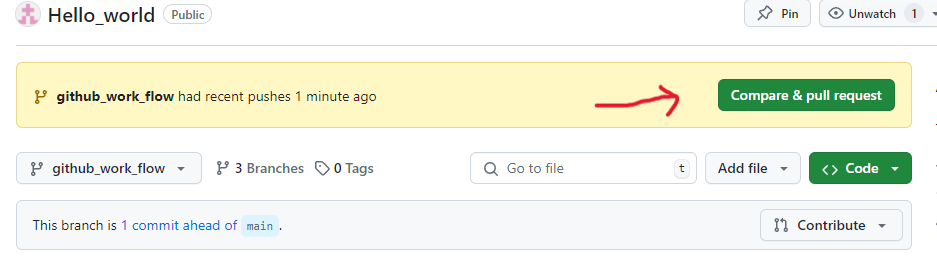 Hello_world Public Pin Unwatch 1
github_work_flow had recent pushes 1 minute ago Compare & pull request
github_work_flow 3 Branches 0 Tags Go to file t Add file <> Code
This branch is 1 commit ahead of main . Contribute